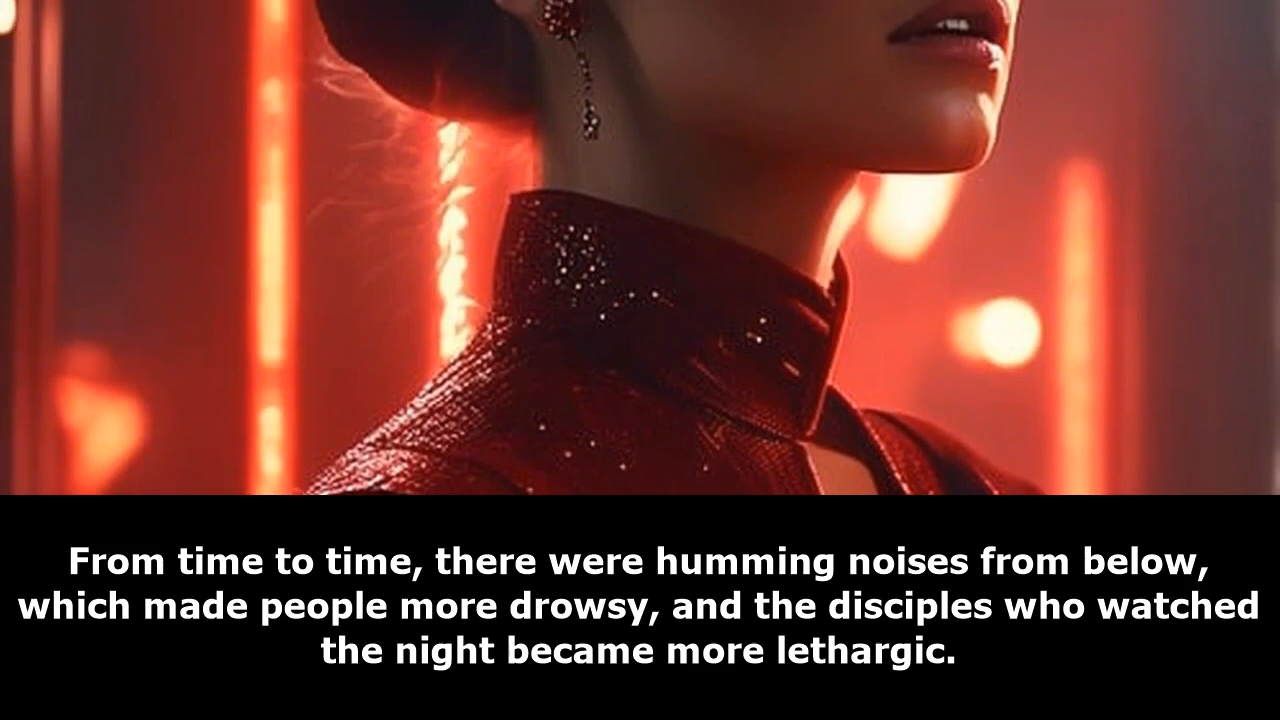 From time to time, there were humming noises from below,
which made people more drowsy, and the disciples who watched
the night became more lethargic.